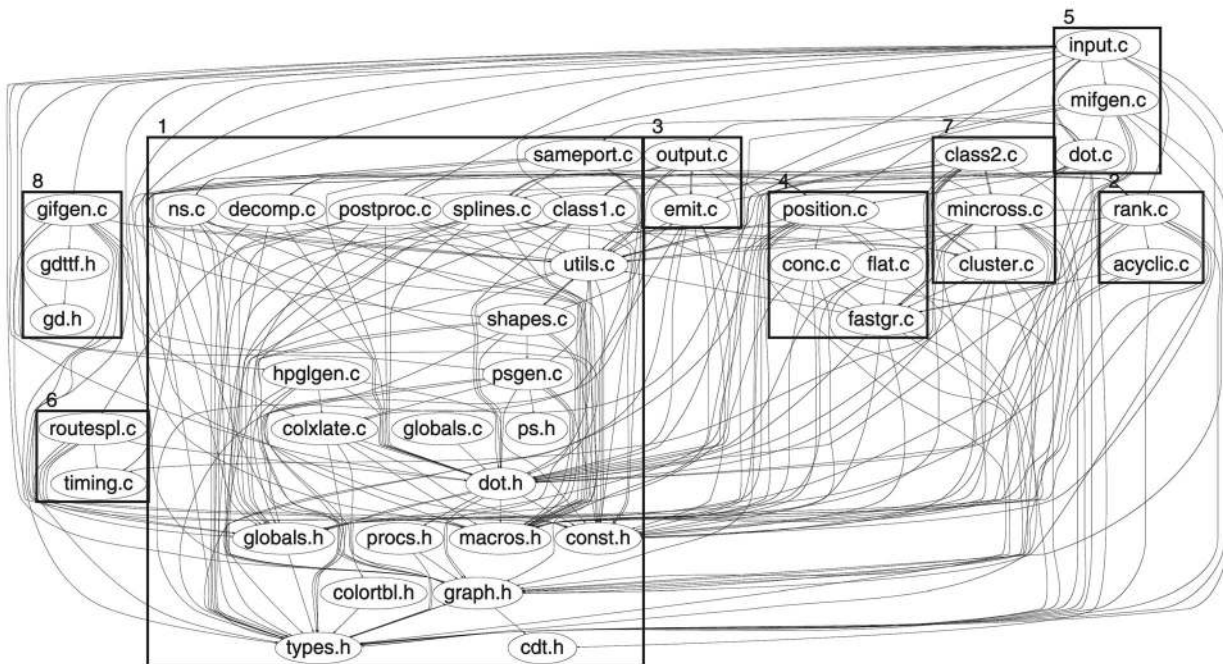 5
input.c
mifgen.c
1 3 7
sameport.c output.c class2.c dot.c
8 4 2
gifgen.c ns.c decomp.c postproc.c splines.c class1.c emit.c position.c mincross.c rank.c
gdttf.h utils.c conc.c flat.c cluster.c acyclic.c
gd.h shapes.c fastgr.c
hpglgen.c psgen.c
6
routespl.c colxlate.c globals.c ps.h
timing.c dot.h
globals.h procs.h macros.h const.h
colortbl.h graph.h
types.h cdt.h